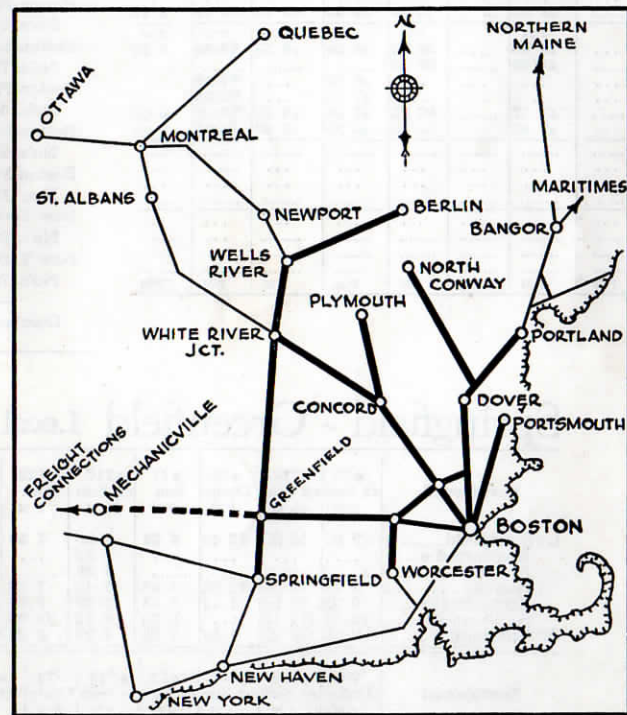 N
QUEBEC
NORTHERN
MAINE
OTTAWA
MONTREAL
MARITIMES
ST. ALBANS
NEWPORT
BERLIN
BANGOR
WELLS
RIVER
NORTH
CONWAY
PLYMOUTH
WHITE RIVER
JCT.
PORTLAND
CONCORD
DOVER
PORTSMOUTH
FREIGHT
CONNECTIONS
MECHANICVILLE
GREENFIELD
BOSTON
SPRINGFIELD
WORCESTER
NEW HAVEN
NEW YORK